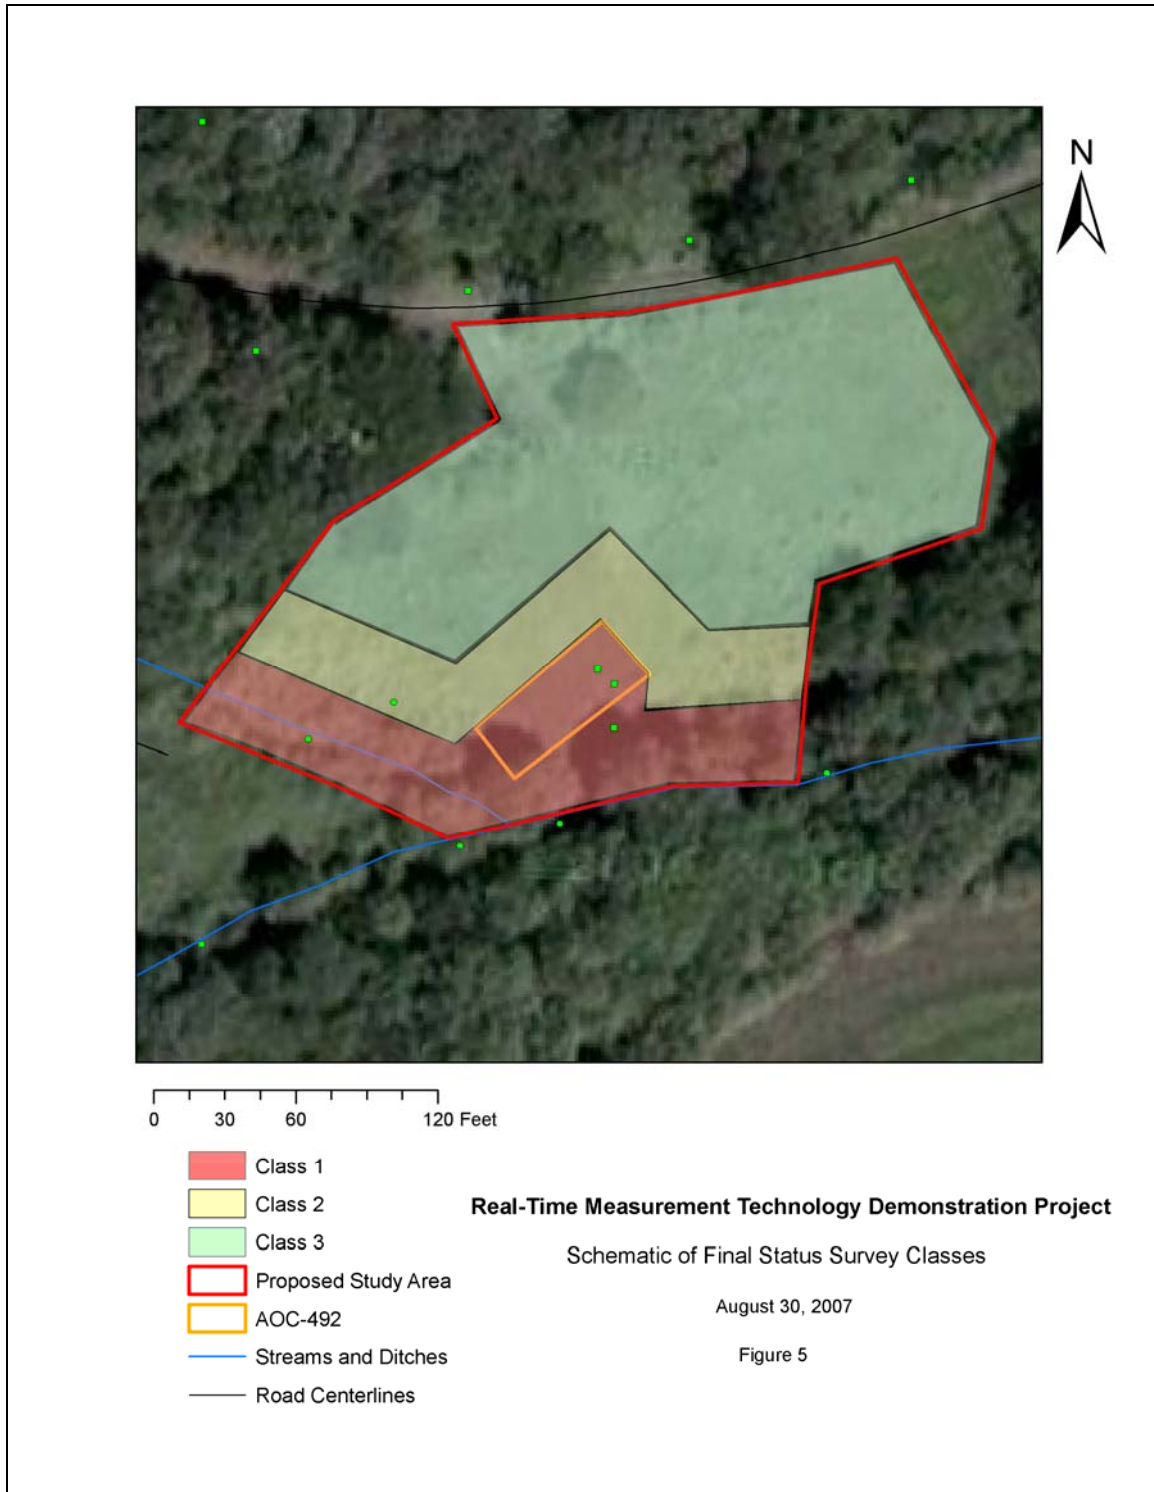 N
0 30 60 120 Feet
Class 1
Class 2
Class 3
Proposed Study Area
AOC-492
Streams and Ditches
Road Centerlines
Real-Time Measurement Technology Demonstration Project
Schematic of Final Status Survey Classes
August 30, 2007
Figure 5